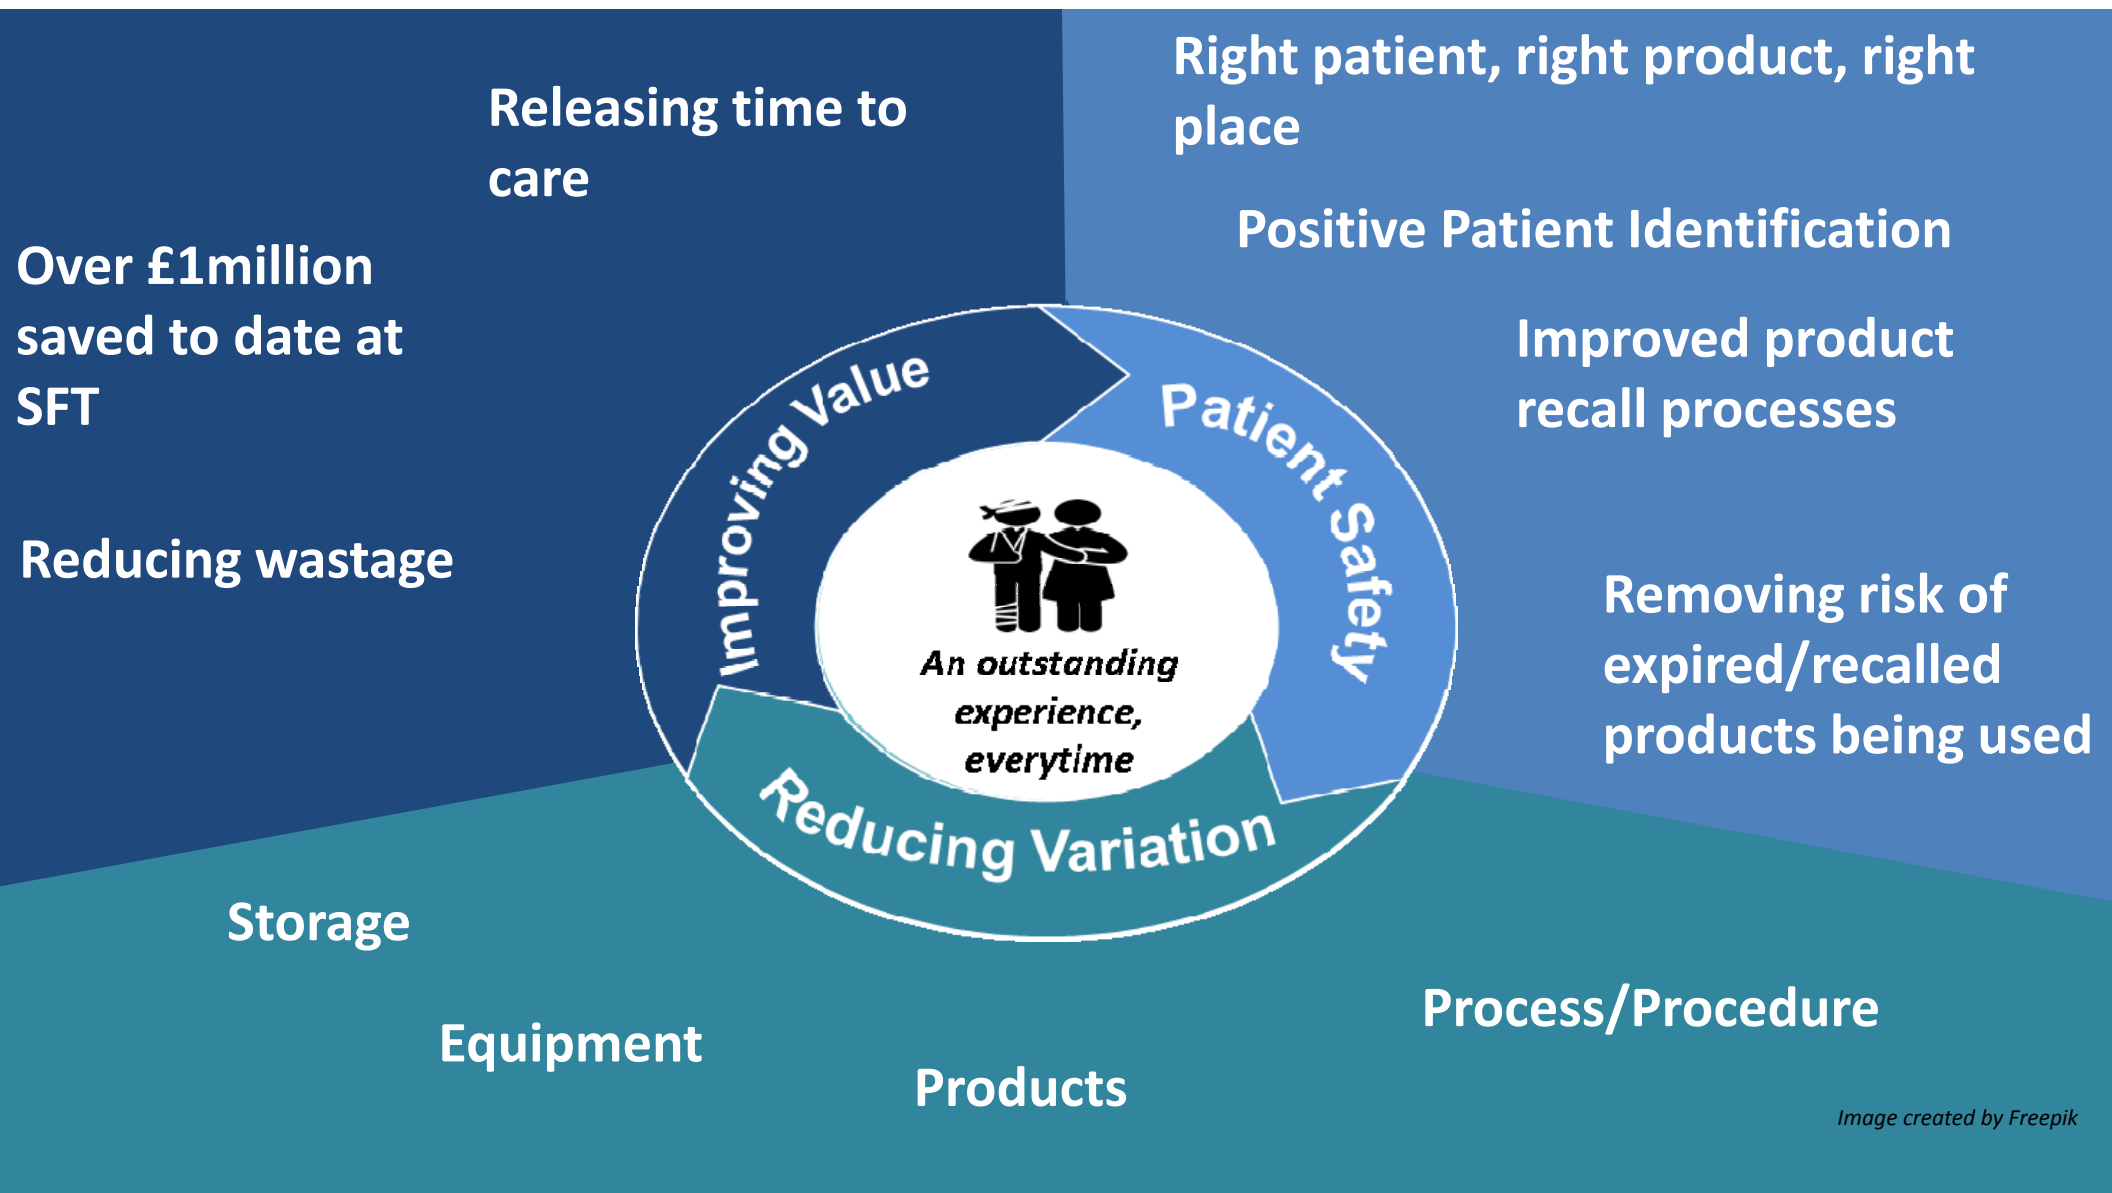 Releasing time to
care
Over £1million
saved to date at
SFT
Reducing wastage
Right patient, right product, right
place
Positive Patient Identification
Improved product
recall processes
Removing risk of
expired/recalled
products being used
Improving Value
Patient Safety
Reducing Variation
An outstanding
experience,
everytime
Storage
Equipment
Products
Process/Procedure
Image created by Freepik